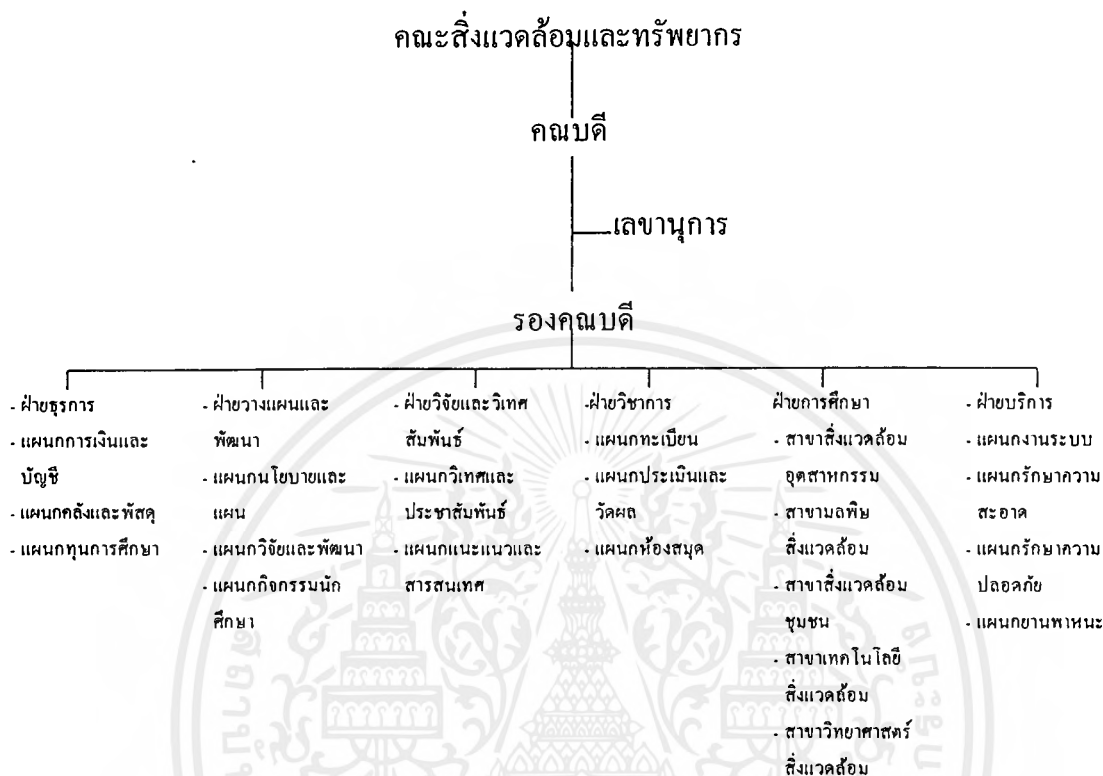 คณะสิ่งแวดล้อมและทรัพยากร
คณบดี
เลขานุการ
รองคณบดี
- ฝ่ายธุรการ
- แผนกการเงินและ
บัญชี
- แผนกคลังและพัสดุ
- แผนกทุนการศึกษา
- ฝ่ายวางแผนและ
พัฒนา
- แผนกนโยบายและ
แผน
- แผนกวิจัยและพัฒนา
- แผนกกิจกรรมนัก
ศึกษา
- ฝ่ายวิจัยและวิเทศ
สัมพันธ์
- แผนกวิเทศและ
ประชาสัมพันธ์
- แผนกแนะแนวและ
สารสนเทศ
-ฝ่ายวิชาการ
- แผนกทะเบียน
- แผนกประเมินและ
วัดผล
- แผนกห้องสมุด
ฝ่ายการศึกษา
- สาขาสิ่งแวดล้อม
อุตสาหกรรม
- สาขามลพิษ
สิ่งแวดล้อม
- สาขาสิ่งแวดล้อม
ชุมชน
- สาขาเทคโนโลยี
สิ่งแวดล้อม
- สาขาวิทยาศาสตร์
สิ่งแวดล้อม
- ฝ่ายบริการ
- แผนกงานระบบ
- แผนกรักษาความ
สะอาด
- แผนกรักษาความ
ปลอดภัย
- แผนกยานพาหนะ